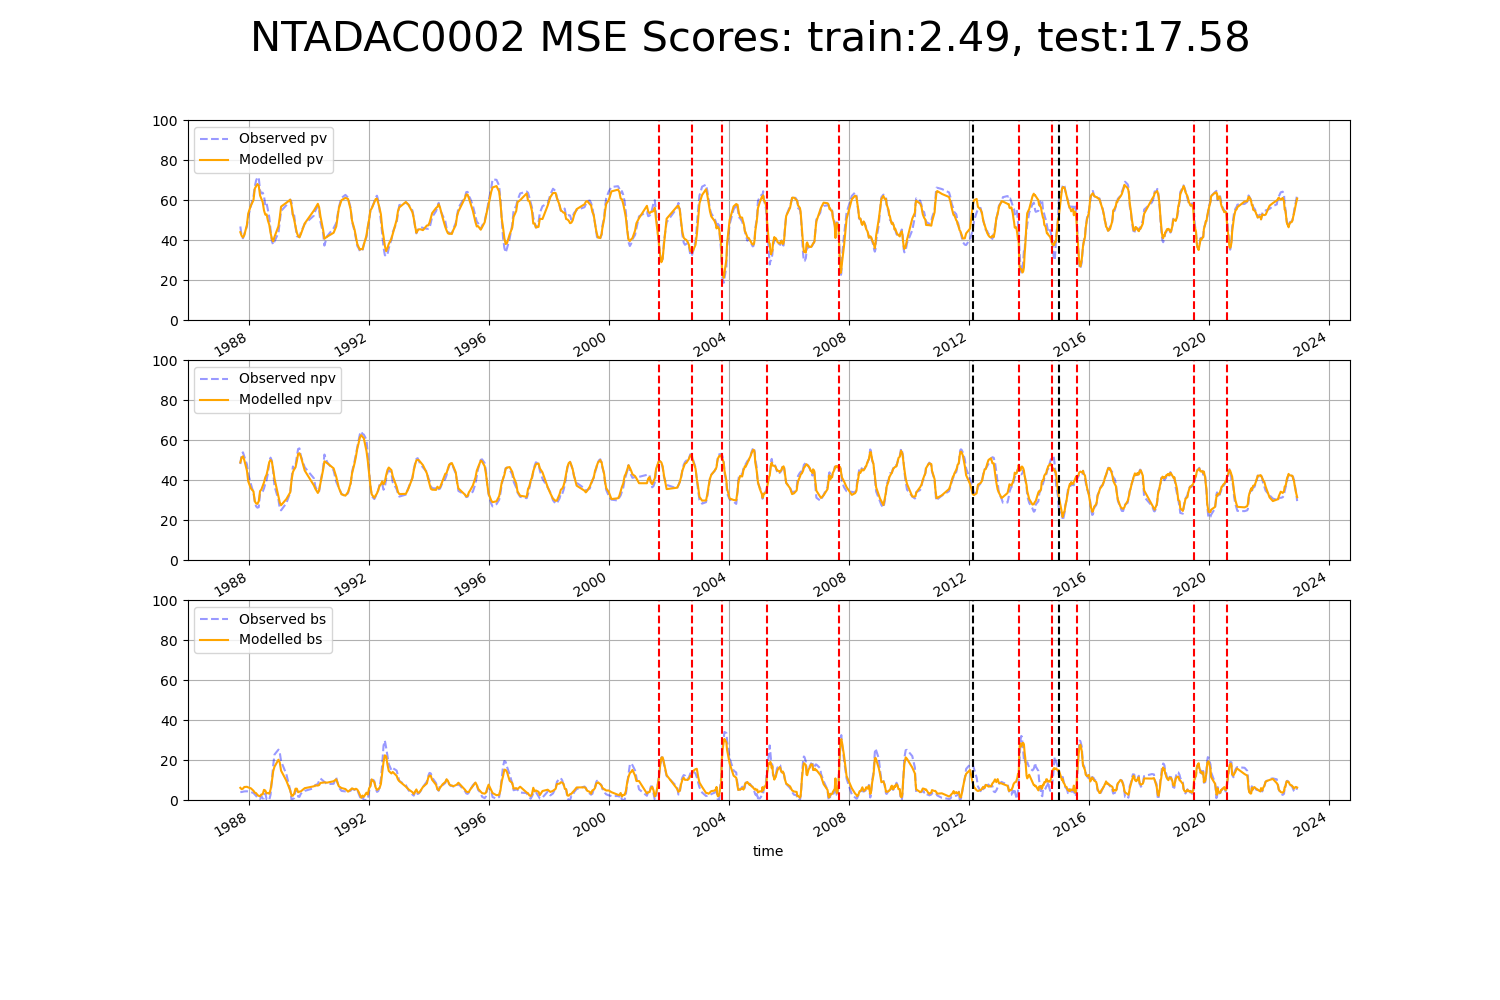 NTADAC0002 MSE Scores: train:2.49, test:17.58
100
80
60
40
20
0
Observed pv
Modelled pv
1988 1992 1996 2000 2004 2008 2012 2016 2020 2024
100
80
60
40
20
0
Observed npv
Modelled npv
1988 1992 1996 2000 2004 2008 2012 2016 2020 2024
100
80
60
40
20
0
Observed bs
Modelled bs
1988 1992 1996 2000 2004 2008 2012 2016 2020 2024
time